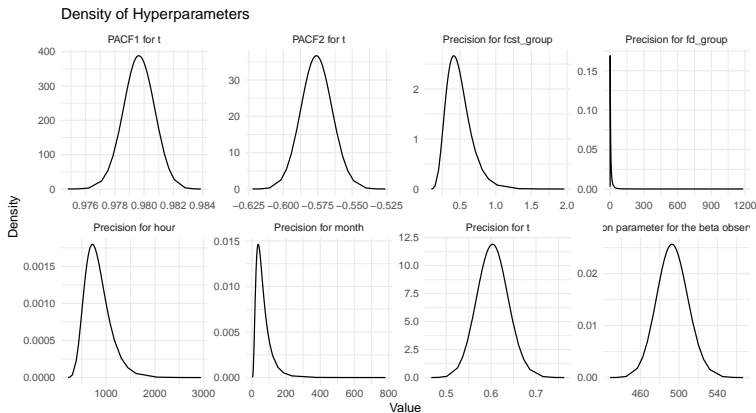 Density of Hyperparameters
PACF1 for t
PACF2 for t
Precision for fcst_group
Precision for fd_group
400
300
200
100
0
0.976 0.978 0.980 0.982 0.984
30
20
10
0
−0.625 −0.600 −0.575 −0.550 −0.525
2
1
0
0.5 1.0 1.5 2.0
0.15
0.10
0.05
0.00
0 300 600 900 1200
Density
Precision for hour
Precision for month
Precision for t
on parameter for the beta observ
0.0015
0.0010
0.0005
0.0000
1000 2000 3000
0.015
0.010
0.005
0.000
0 200 400 600 800
12.5
10.0
7.5
5.0
2.5
0.0
0.5 0.6 0.7
0.02
0.01
0.00
460 500 540
Value